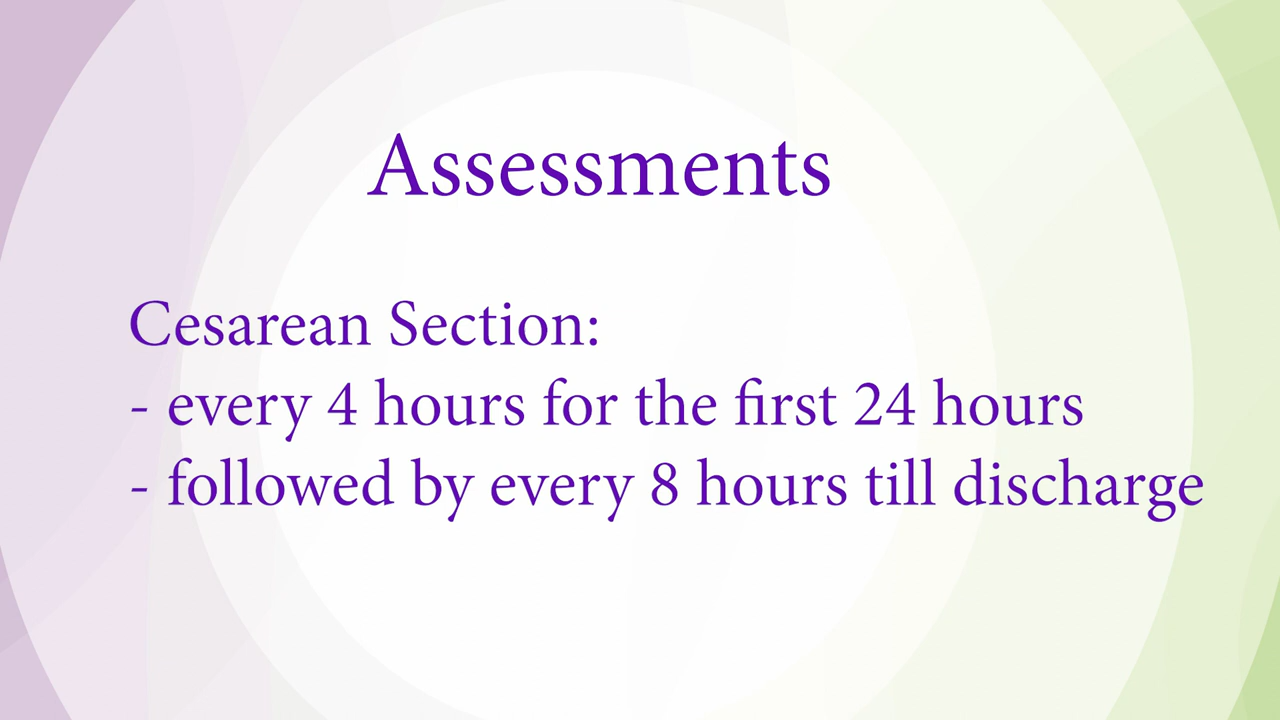 Assessments
Cesarean Section:
- every 4 hours for the first 24 hours
- followed by every 8 hours till discharge